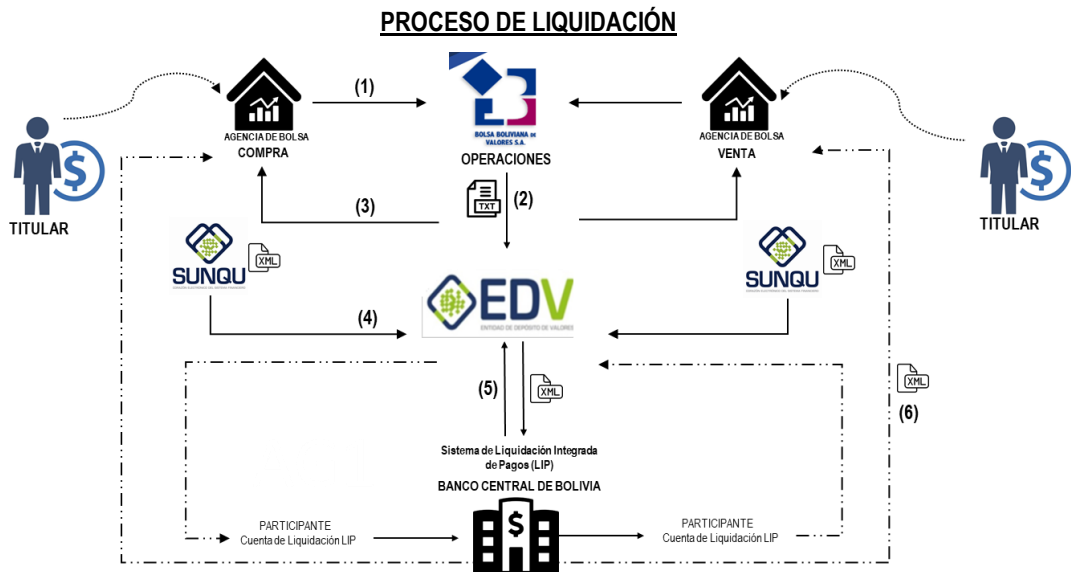 PROCESO DE LIQUIDACIÓN
(1)
AGENCIA DE BOLSA
COMPRA
BOLSA BOLIVIANA DE
VALORES S.A.
OPERACIONES
AGENCIA DE BOLSA
VENTA
$
TITULAR
$
TITULAR
(2)
TXT
(3)
SUNQU
XML
SUNQU
XML
EDV
ENTIDAD DE DEPÓSITO DE VALORES
(4)
(5)
XML
XML
(6)
Sistema de Liquidación Integrada
de Pagos (LIP)
BANCO CENTRAL DE BOLIVIA
$
PARTICIPANTE
Cuenta de Liquidación LIP
PARTICIPANTE
Cuenta de Liquidación LIP